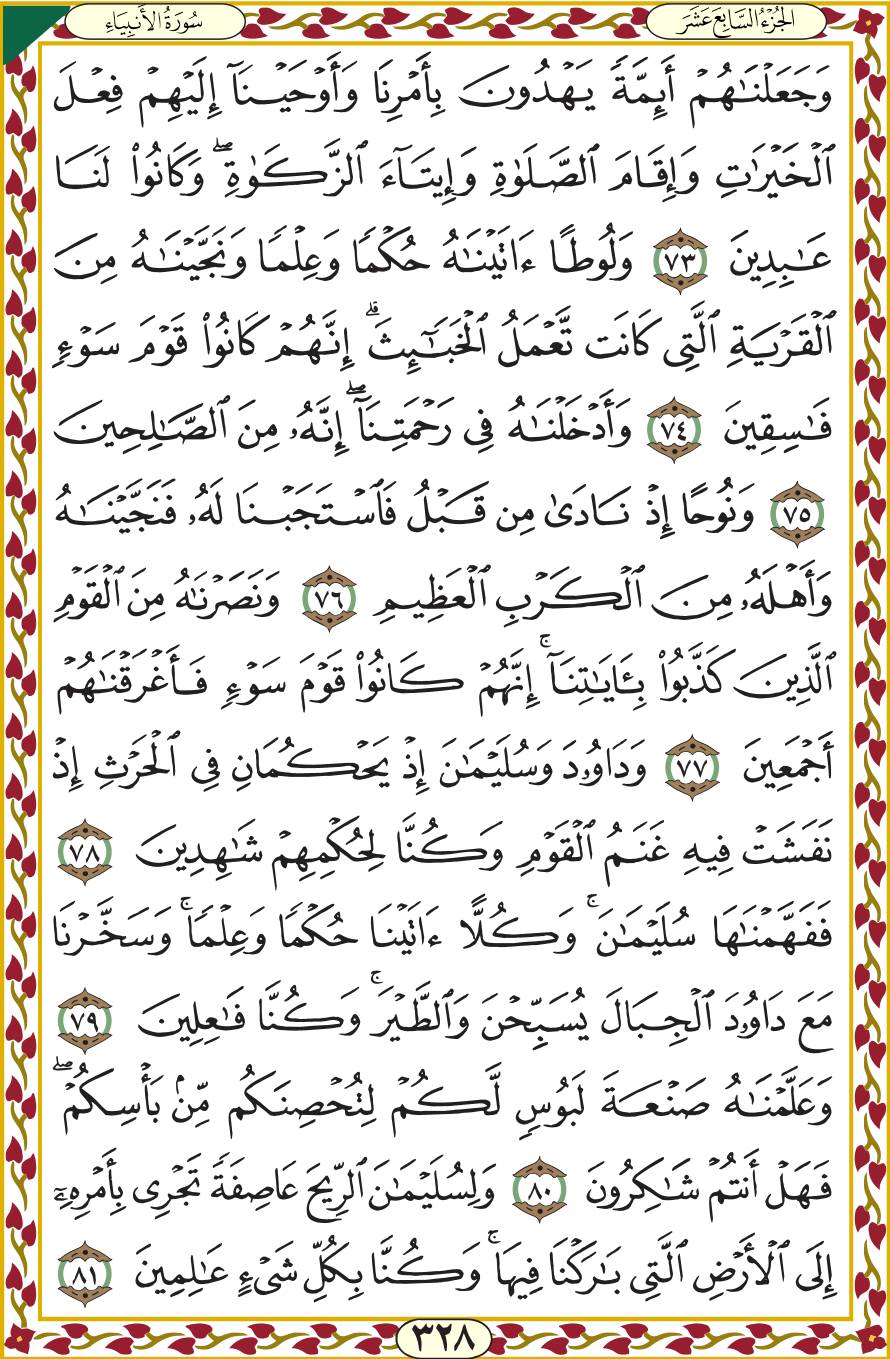 الجُزْءُ السَّابِعَ عَشَرَ
سُورَةُ الأَنبِيَاءِ
وَجَعَلْنَٰهُمْ أَئِمَّةً يَهْدُونَ بِأَمْرِنَا وَأَوْحَيْنَآ إِلَيْهِمْ فِعْلَ
ٱلْخَيْرَٰتِ وَإِقَامَ ٱلصَّلَوٰةِ وَإِيتَآءَ ٱلزَّكَوٰةِۖ وَكَانُوا۟ لَنَا
عَٰبِدِينَ ٧٣ وَلُوطًا ءَاتَيْنَٰهُ حُكْمًا وَعِلْمًا وَنَجَّيْنَٰهُ مِنَ
ٱلْقَرْيَةِ ٱلَّتِى كَانَت تَّعْمَلُ ٱلْخَبَٰٓئِثَۗ إِنَّهُمْ كَانُوا۟ قَوْمَ سَوْءٍ
فَٰسِقِينَ ٧٤ وَأَدْخَلْنَٰهُ فِى رَحْمَتِنَآۖ إِنَّهُۥ مِنَ ٱلصَّٰلِحِينَ
٧٥ وَنُوحًا إِذْ نَادَىٰ مِن قَبْلُ فَٱسْتَجَبْنَا لَهُۥ فَنَجَّيْنَٰهُ
وَأَهْلَهُۥ مِنَ ٱلْكَرْبِ ٱلْعَظِيمِ ٧٦ وَنَصَرْنَٰهُ مِنَ ٱلْقَوْمِ
ٱلَّذِينَ كَذَّبُوا۟ بِـَٔايَٰتِنَآۚ إِنَّهُمْ كَانُوا۟ قَوْمَ سَوْءٍ فَأَغْرَقْنَٰهُمْ
أَجْمَعِينَ ٧٧ وَدَاوُۥدَ وَسُلَيْمَٰنَ إِذْ يَحْكُمَانِ فِى ٱلْحَرْثِ إِذْ
نَفَشَتْ فِيهِ غَنَمُ ٱلْقَوْمِ وَكُنَّا لِحُكْمِهِمْ شَٰهِدِينَ ٧٨
فَفَهَّمْنَٰهَا سُلَيْمَٰنَۚ وَكُلًّا ءَاتَيْنَا حُكْمًا وَعِلْمًاۚ وَسَخَّرْنَا
مَعَ دَاوُۥدَ ٱلْجِبَالَ يُسَبِّحْنَ وَٱلطَّيْرَۚ وَكُنَّا فَٰعِلِينَ ٧٩
وَعَلَّمْنَٰهُ صَنْعَةَ لَبُوسٍ لَّكُمْ لِتُحْصِنَكُم مِّنۢ بَأْسِكُمْۖ
فَهَلْ أَنتُمْ شَٰكِرُونَ ٨٠ وَلِسُلَيْمَٰنَ ٱلرِّيحَ عَاصِفَةً تَجْرِى بِأَمْرِهِۦٓ
إِلَى ٱلْأَرْضِ ٱلَّتِى بَٰرَكْنَا فِيهَاۚ وَكُنَّا بِكُلِّ شَىْءٍ عَٰلِمِينَ ٨١
٣٢٨